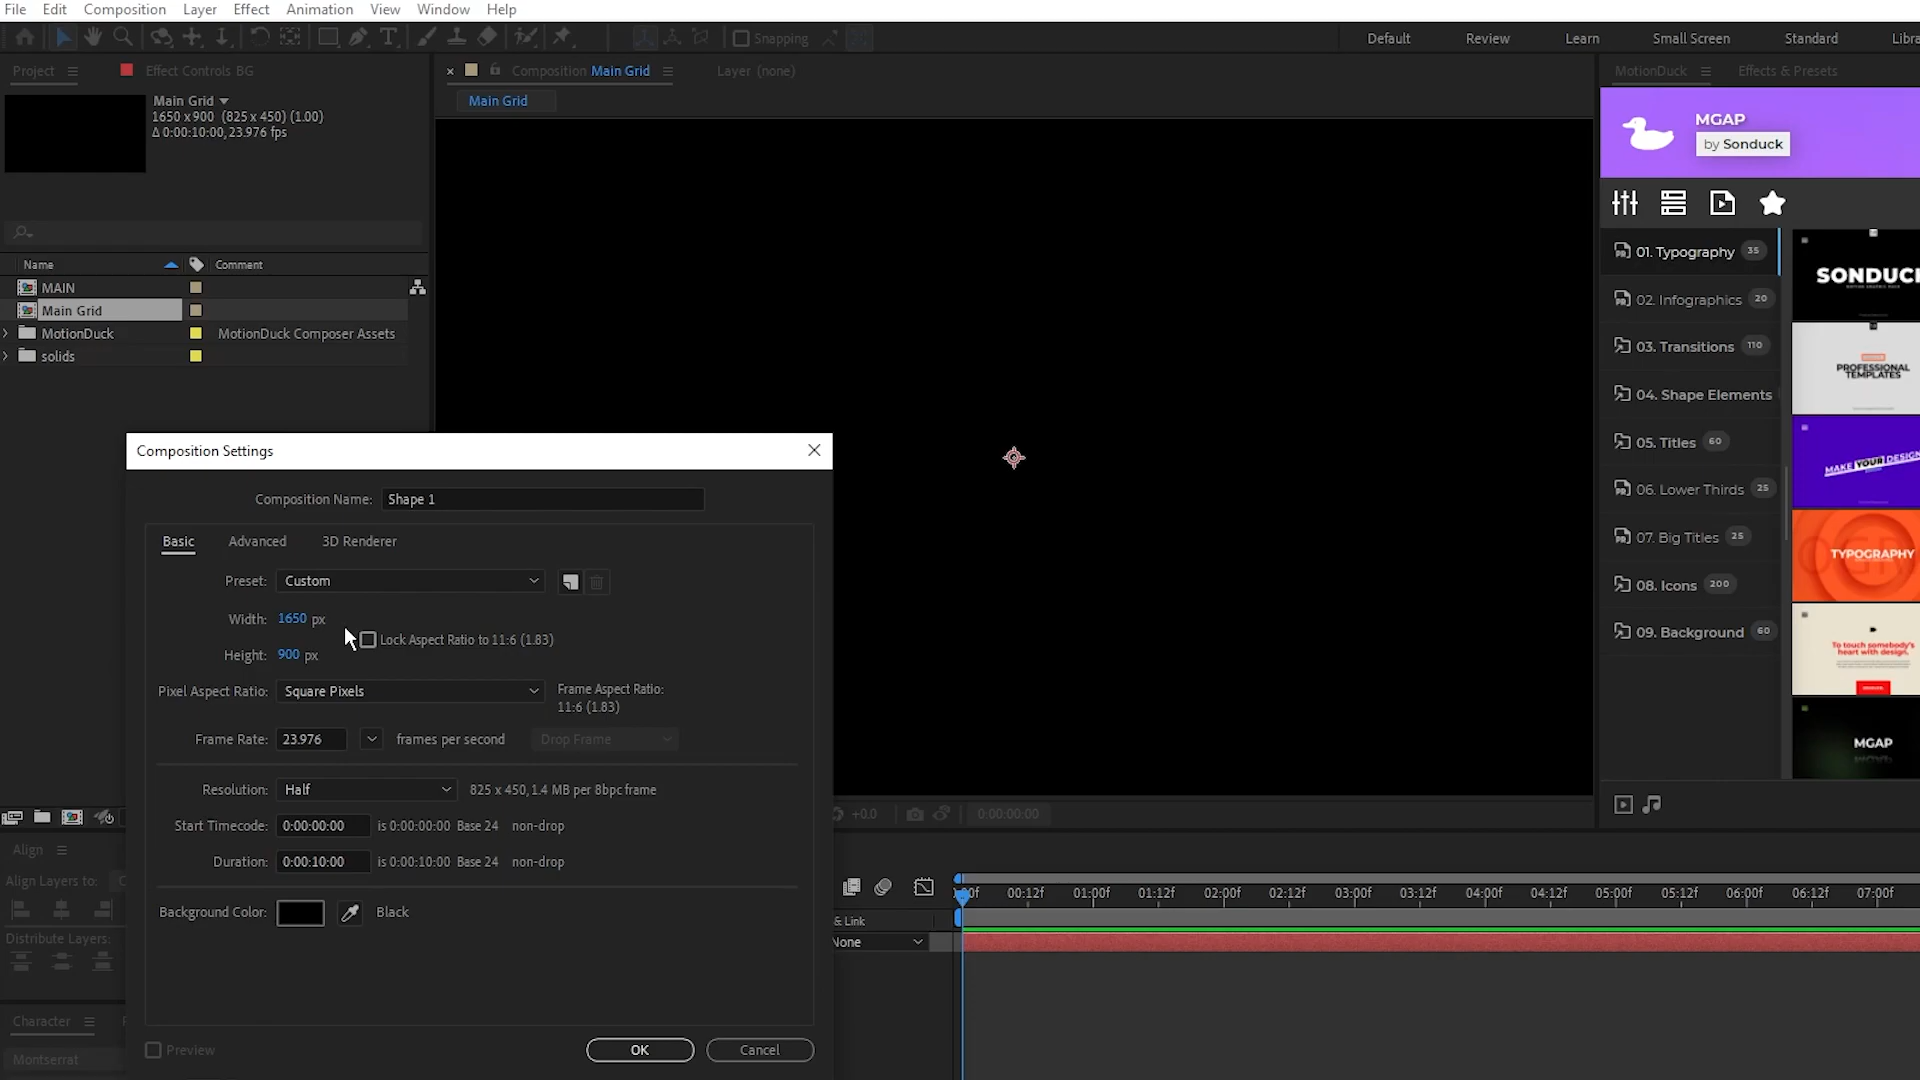 File Edit Composition Layer Effect Animation View Window Help
Snapping
Default Review Learn Small Screen Standard
Project
Effect Controls BG
Composition Main Grid
Layer (none)
MotionDuck
Effects & Presets
Main Grid
1650 x 900 (825 x 450) (1.00)
Δ 0:00:10:00, 23.976 fps
Main Grid
MGAP
by Sonduck
Name
Comment
MAIN
Main Grid
MotionDuck MotionDuck Composer Assets
solids
01. Typography 35
02. Infographics 20
03. Transitions 110
04. Shape Elements
05. Titles 60
06. Lower Thirds 25
07. Big Titles 25
08. Icons 200
09. Background 60
PROFESSIONAL
TEMPLATES
MAKE YOUR DESIGN
TYPOGRAPHY
To touch somebody's
heart with design.
MGAP
Composition Settings
Composition Name: Shape 1
Basic Advanced 3D Renderer
Preset: Custom
Width: 1650 px
Lock Aspect Ratio to 11:6 (1.83)
Height: 900 px
Pixel Aspect Ratio: Square Pixels
Frame Aspect Ratio:
11:6 (1.83)
Frame Rate: 23.976 frames per second Drop Frame
Resolution: Half 825 x 450, 1.4 MB per 8bpc frame
Start Timecode: 0:00:00:00 is 0:00:00:00 Base 24 non-drop
Duration: 0:00:10:00 is 0:00:10:00 Base 24 non-drop
Background Color: Black
Preview
OK
Cancel
+0.0
0:00:00:00
Align
Align Layers to:
Distribute Layers:
Character
Montserrat
00:12f 01:00f 01:12f 02:00f 02:12f 03:00f 03:12f 04:00f 04:12f 05:00f 05:12f 06:00f 06:12f 07:00f
& Link
None